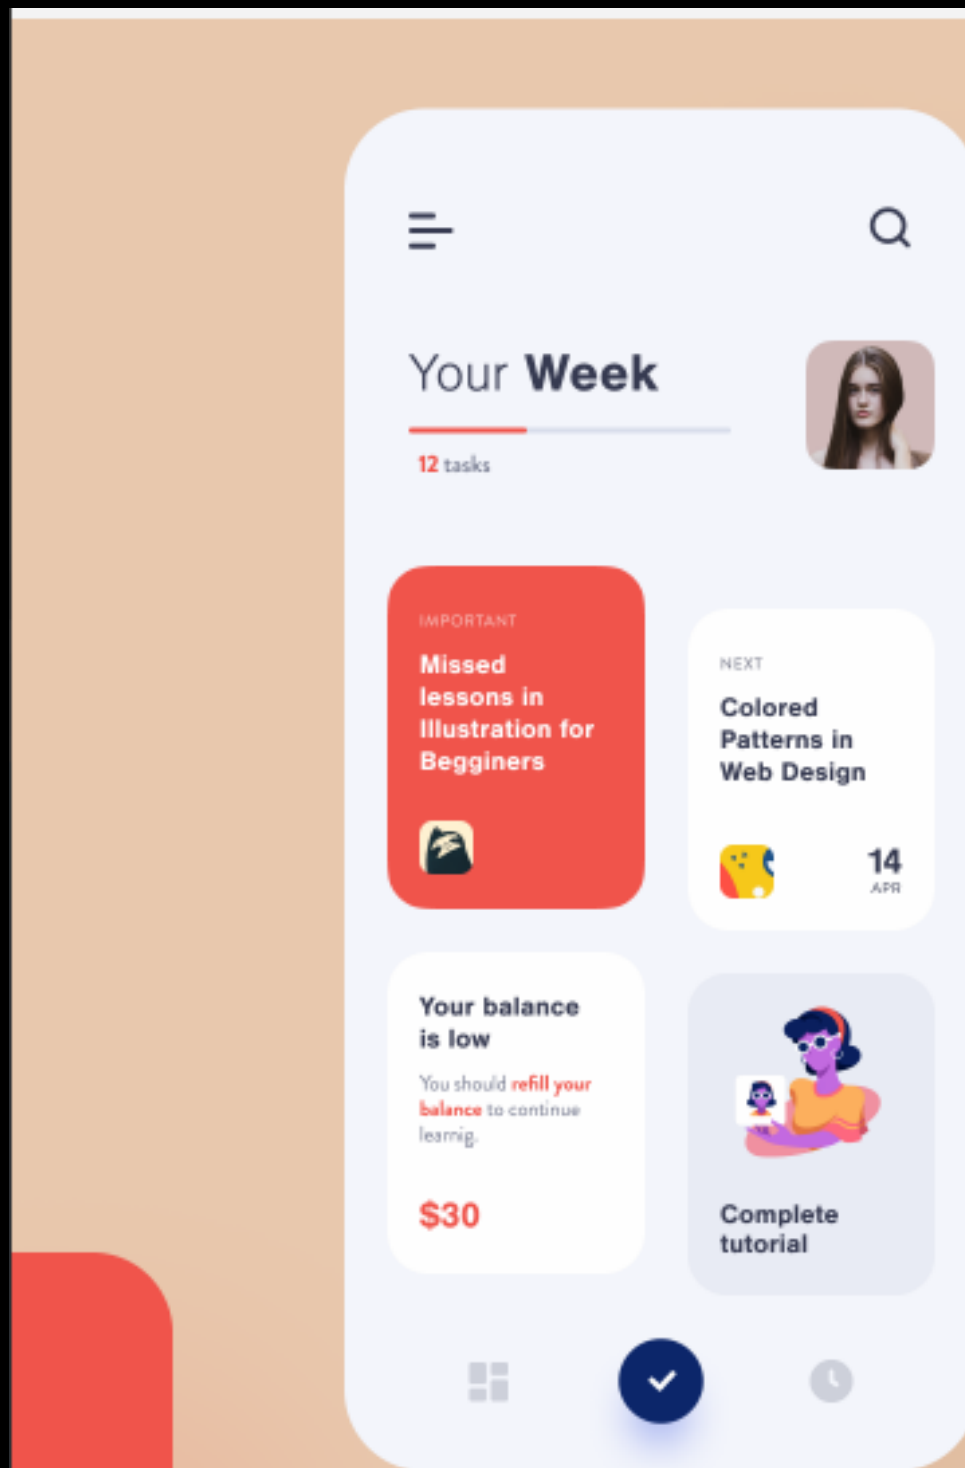 Your Week
12 tasks
IMPORTANT
Missed
lessons in
Illustration for
Begginers
NEXT
Colored
Patterns in
Web Design
14
APR
Your balance
is low
You should refill your
balance to continue
learnig.
$30
Complete
tutorial